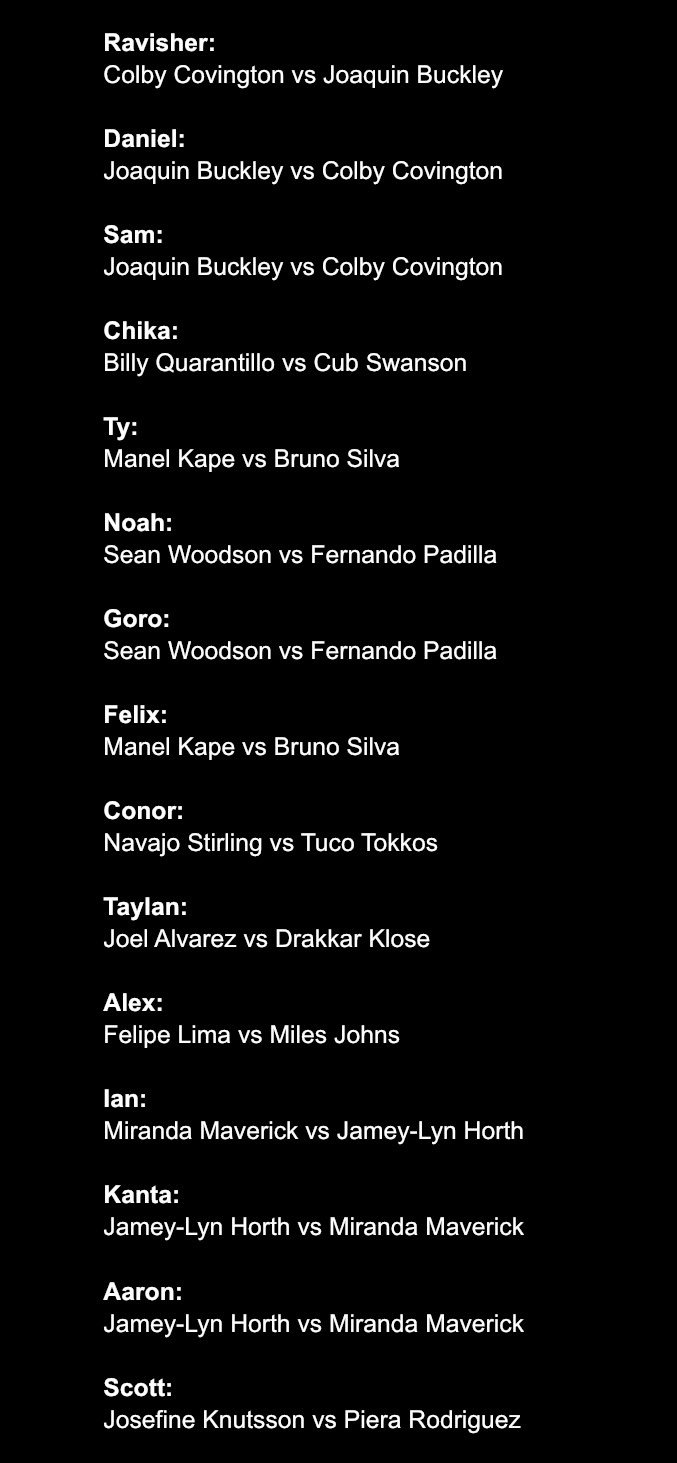 Ravisher:
Colby Covington vs Joaquin Buckley
Daniel:
Joaquin Buckley vs Colby Covington
Sam:
Joaquin Buckley vs Colby Covington
Chika:
Billy Quarantillo vs Cub Swanson
Ty:
Manel Kape vs Bruno Silva
Noah:
Sean Woodson vs Fernando Padilla
Goro:
Sean Woodson vs Fernando Padilla
Felix:
Manel Kape vs Bruno Silva
Conor:
Navajo Stirling vs Tuco Tokkos
Taylan:
Joel Alvarez vs Drakkar Klose
Alex:
Felipe Lima vs Miles Johns
Ian:
Miranda Maverick vs Jamey-Lyn Horth
Kanta:
Jamey-Lyn Horth vs Miranda Maverick
Aaron:
Jamey-Lyn Horth vs Miranda Maverick
Scott:
Josefine Knutsson vs Piera Rodriguez